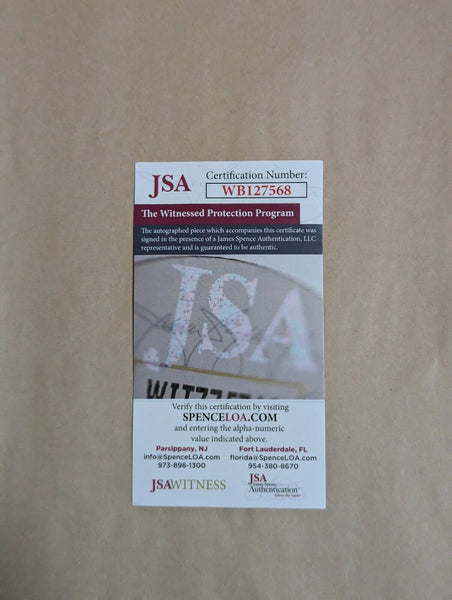 JSA
Certification Number:
WB127568
The Witnessed Protection Program
The autographed piece which accompanies this certificate was
signed in the presence of a James Spence Authentication, LLC
representative and is guaranteed to be authentic.
JSA
Verify this certification by visiting
SPENCELOA.COM
and entering the alpha-numeric
value indicated above.
Parsippany, NJ
info@SpenceLOA.com
973-898-1300
Fort Lauderdale, FL
florida@SpenceLOA.com
954-380-8670
JSAWITNESS
JSA
James Spence
Authentication